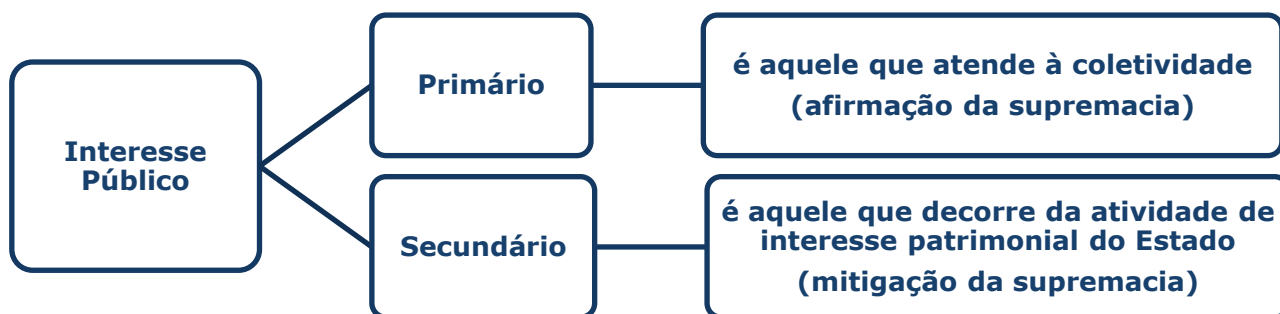 Interesse
Público
Primário
é aquele que atende à coletividade
(afirmação da supremacia)
Secundário
é aquele que decorre da atividade de
interesse patrimonial do Estado
(mitigação da supremacia)